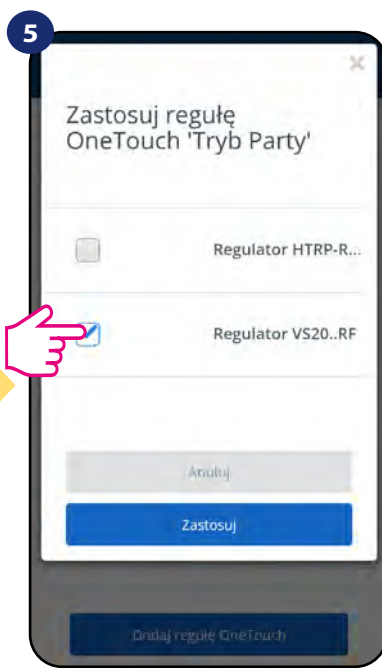 5
Zastosuj regułę
OneTouch 'Tryb Party'
Regulator HTRP-R...
Regulator VS20..RF
Anuluj
Zastosuj
Dodaj regułę OneTouch